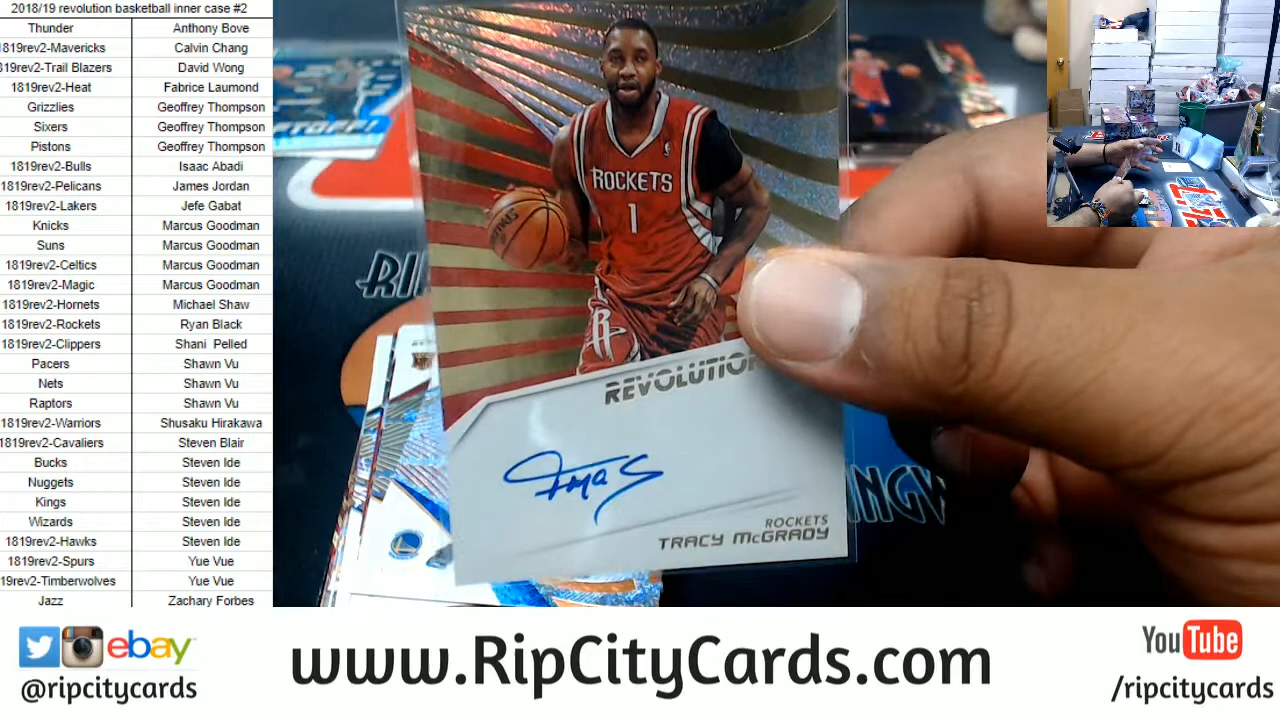 2018/19 revolution basketball inner case #2
Thunder Anthony Bove
1819rev2-Mavericks Calvin Chang
19rev2-Trail Blazers David Wong
1819rev2-Heat Fabrice Laumond
Grizzlies Geoffrey Thompson
Sixers Geoffrey Thompson
Pistons Geoffrey Thompson
1819rev2-Bulls Isaac Abadi
1819rev2-Pelicans James Jordan
1819rev2-Lakers Jefe Gabat
Knicks Marcus Goodman
Suns Marcus Goodman
1819rev2-Celtics Marcus Goodman
1819rev2-Magic Marcus Goodman
1819rev2-Hornets Michael Shaw
1819rev2-Rockets Ryan Black
1819rev2-Clippers Shani Pelled
Pacers Shawn Vu
Nets Shawn Vu
Raptors Shawn Vu
1819rev2-Warriors Shusaku Hirakawa
1819rev2-Cavaliers Steven Blair
Bucks Steven Ide
Nuggets Steven Ide
Kings Steven Ide
Wizards Steven Ide
1819rev2-Hawks Steven Ide
1819rev2-Spurs Yue Vue
19rev2-Timberwolves Yue Vue
Jazz Zachary Forbes
ROCKETS
1
R
REVOLUTION
TMac
ROCKETS
TRACY McGRADY
ebay
@ripcitycards
www.RipCityCards.com
YouTube
/ripcitycards